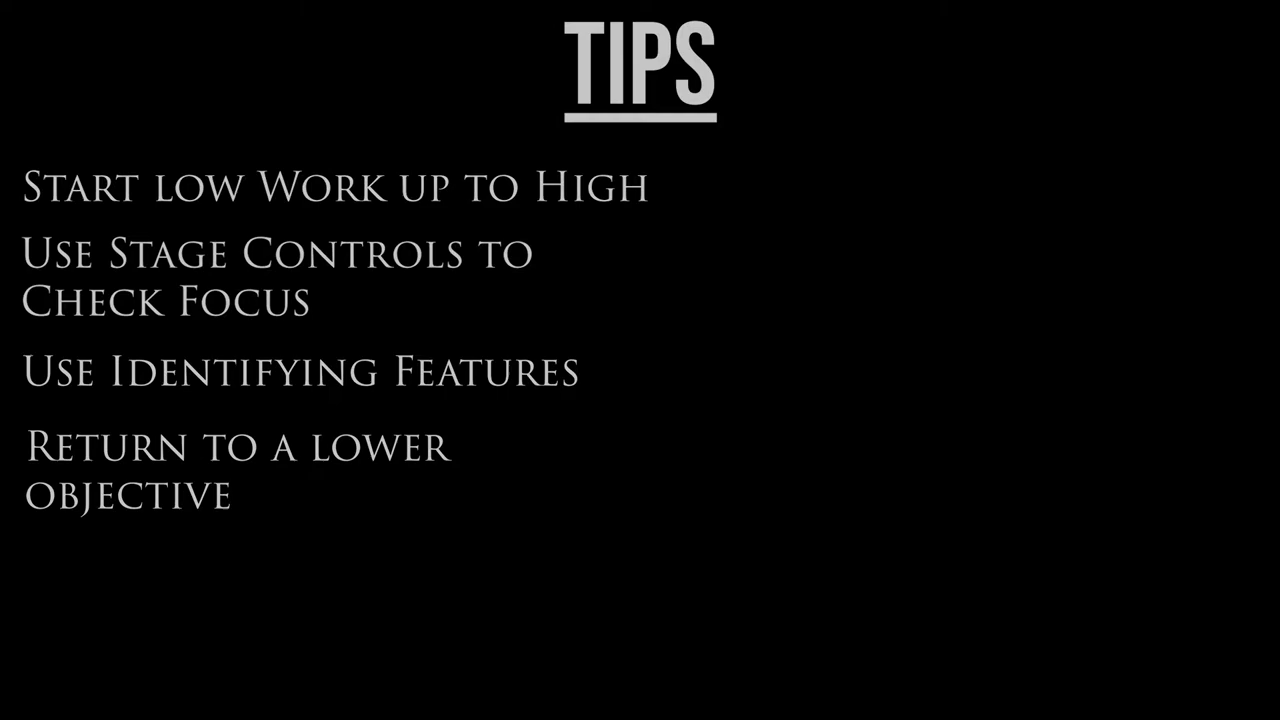 TIPS
Start low Work up to High
Use Stage Controls to
Check Focus
Use Identifying Features
Return to a lower
objective